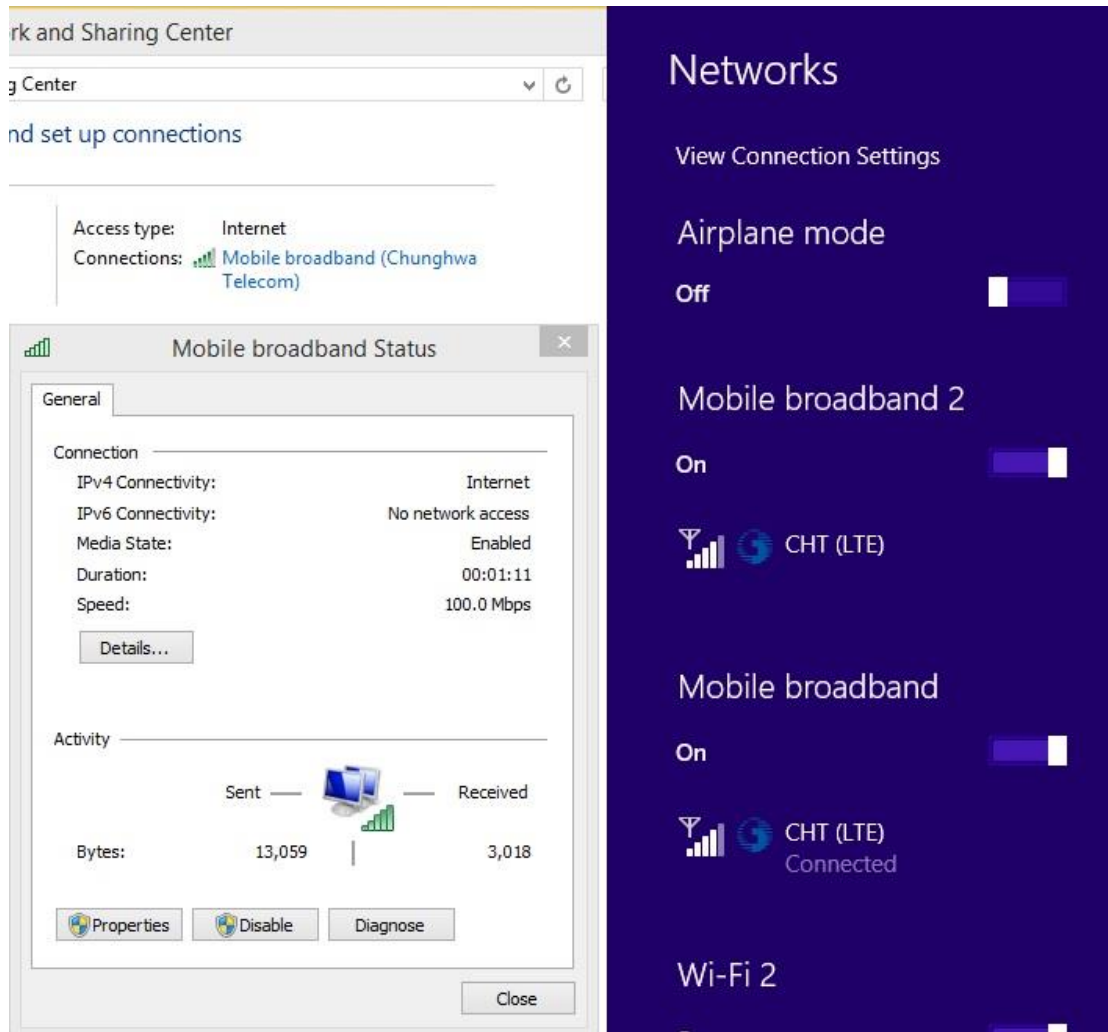 rk and Sharing Center
g Center
nd set up connections
Access type: Internet
Connections: Mobile broadband (Chunghwa
Telecom)
Mobile broadband Status
General
Connection
IPv4 Connectivity: Internet
IPv6 Connectivity: No network access
Media State: Enabled
Duration: 00:01:11
Speed: 100.0 Mbps
Details...
Activity
Sent Received
Bytes: 13,059 3,018
Properties Disable Diagnose
Close
Networks
View Connection Settings
Airplane mode
Off
Mobile broadband 2
On
CHT (LTE)
Mobile broadband
On
CHT (LTE)
Connected
Wi-Fi 2